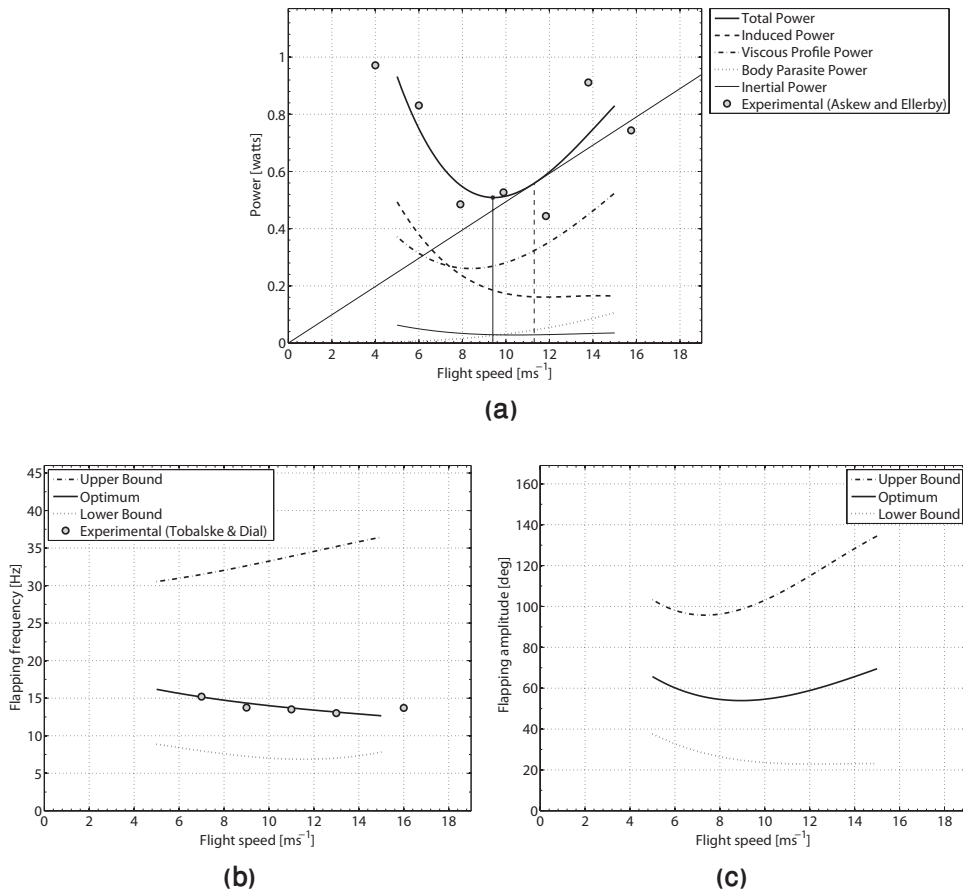 Total Power
Induced Power
Viscous Profile Power
Body Parasite Power
Inertial Power
Experimental (Askew and Ellerby)
1
0.8
0.6
0.4
0.2
0
Power [watts]
0 2 4 6 8 10 12 14 16 18
Flight speed [ms⁻¹]
(a)
Upper Bound
Optimum
Lower Bound
Experimental (Tobalske & Dial)
45
40
35
30
25
20
15
10
5
0
Flapping frequency [Hz]
0 2 4 6 8 10 12 14 16 18
Flight speed [ms⁻¹]
(b)
Upper Bound
Optimum
Lower Bound
160
140
120
100
80
60
40
20
0
Flapping amplitude [deg]
0 2 4 6 8 10 12 14 16 18
Flight speed [ms⁻¹]
(c)